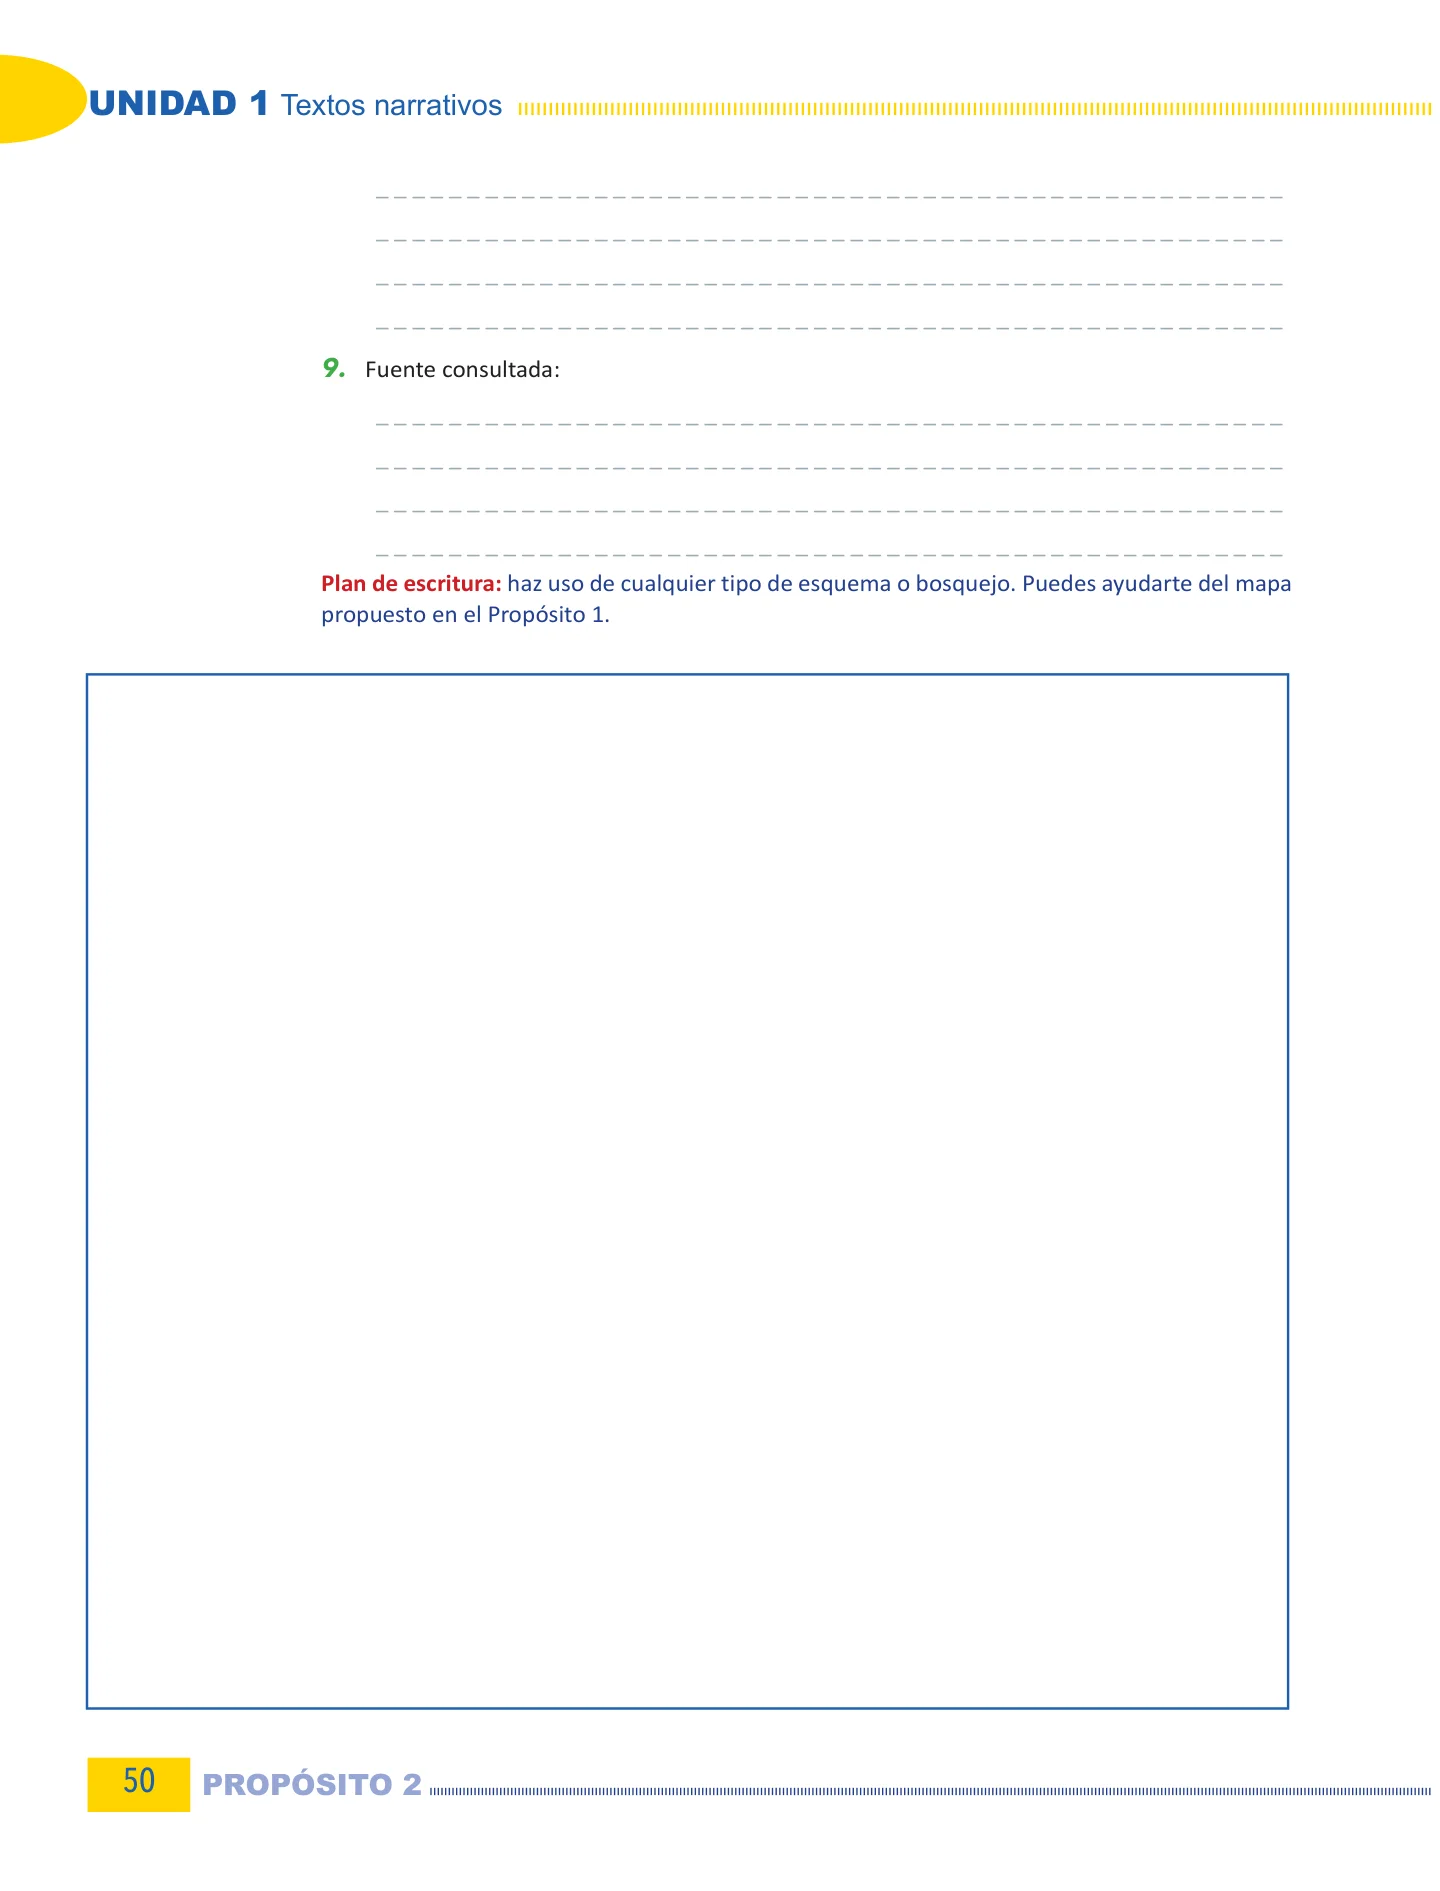 UNIDAD 1 Textos narrativos
9. Fuente consultada:
Plan de escritura: haz uso de cualquier tipo de esquema o bosquejo. Puedes ayudarte del mapa
propuesto en el Propósito 1.
50 PROPÓSITO 2